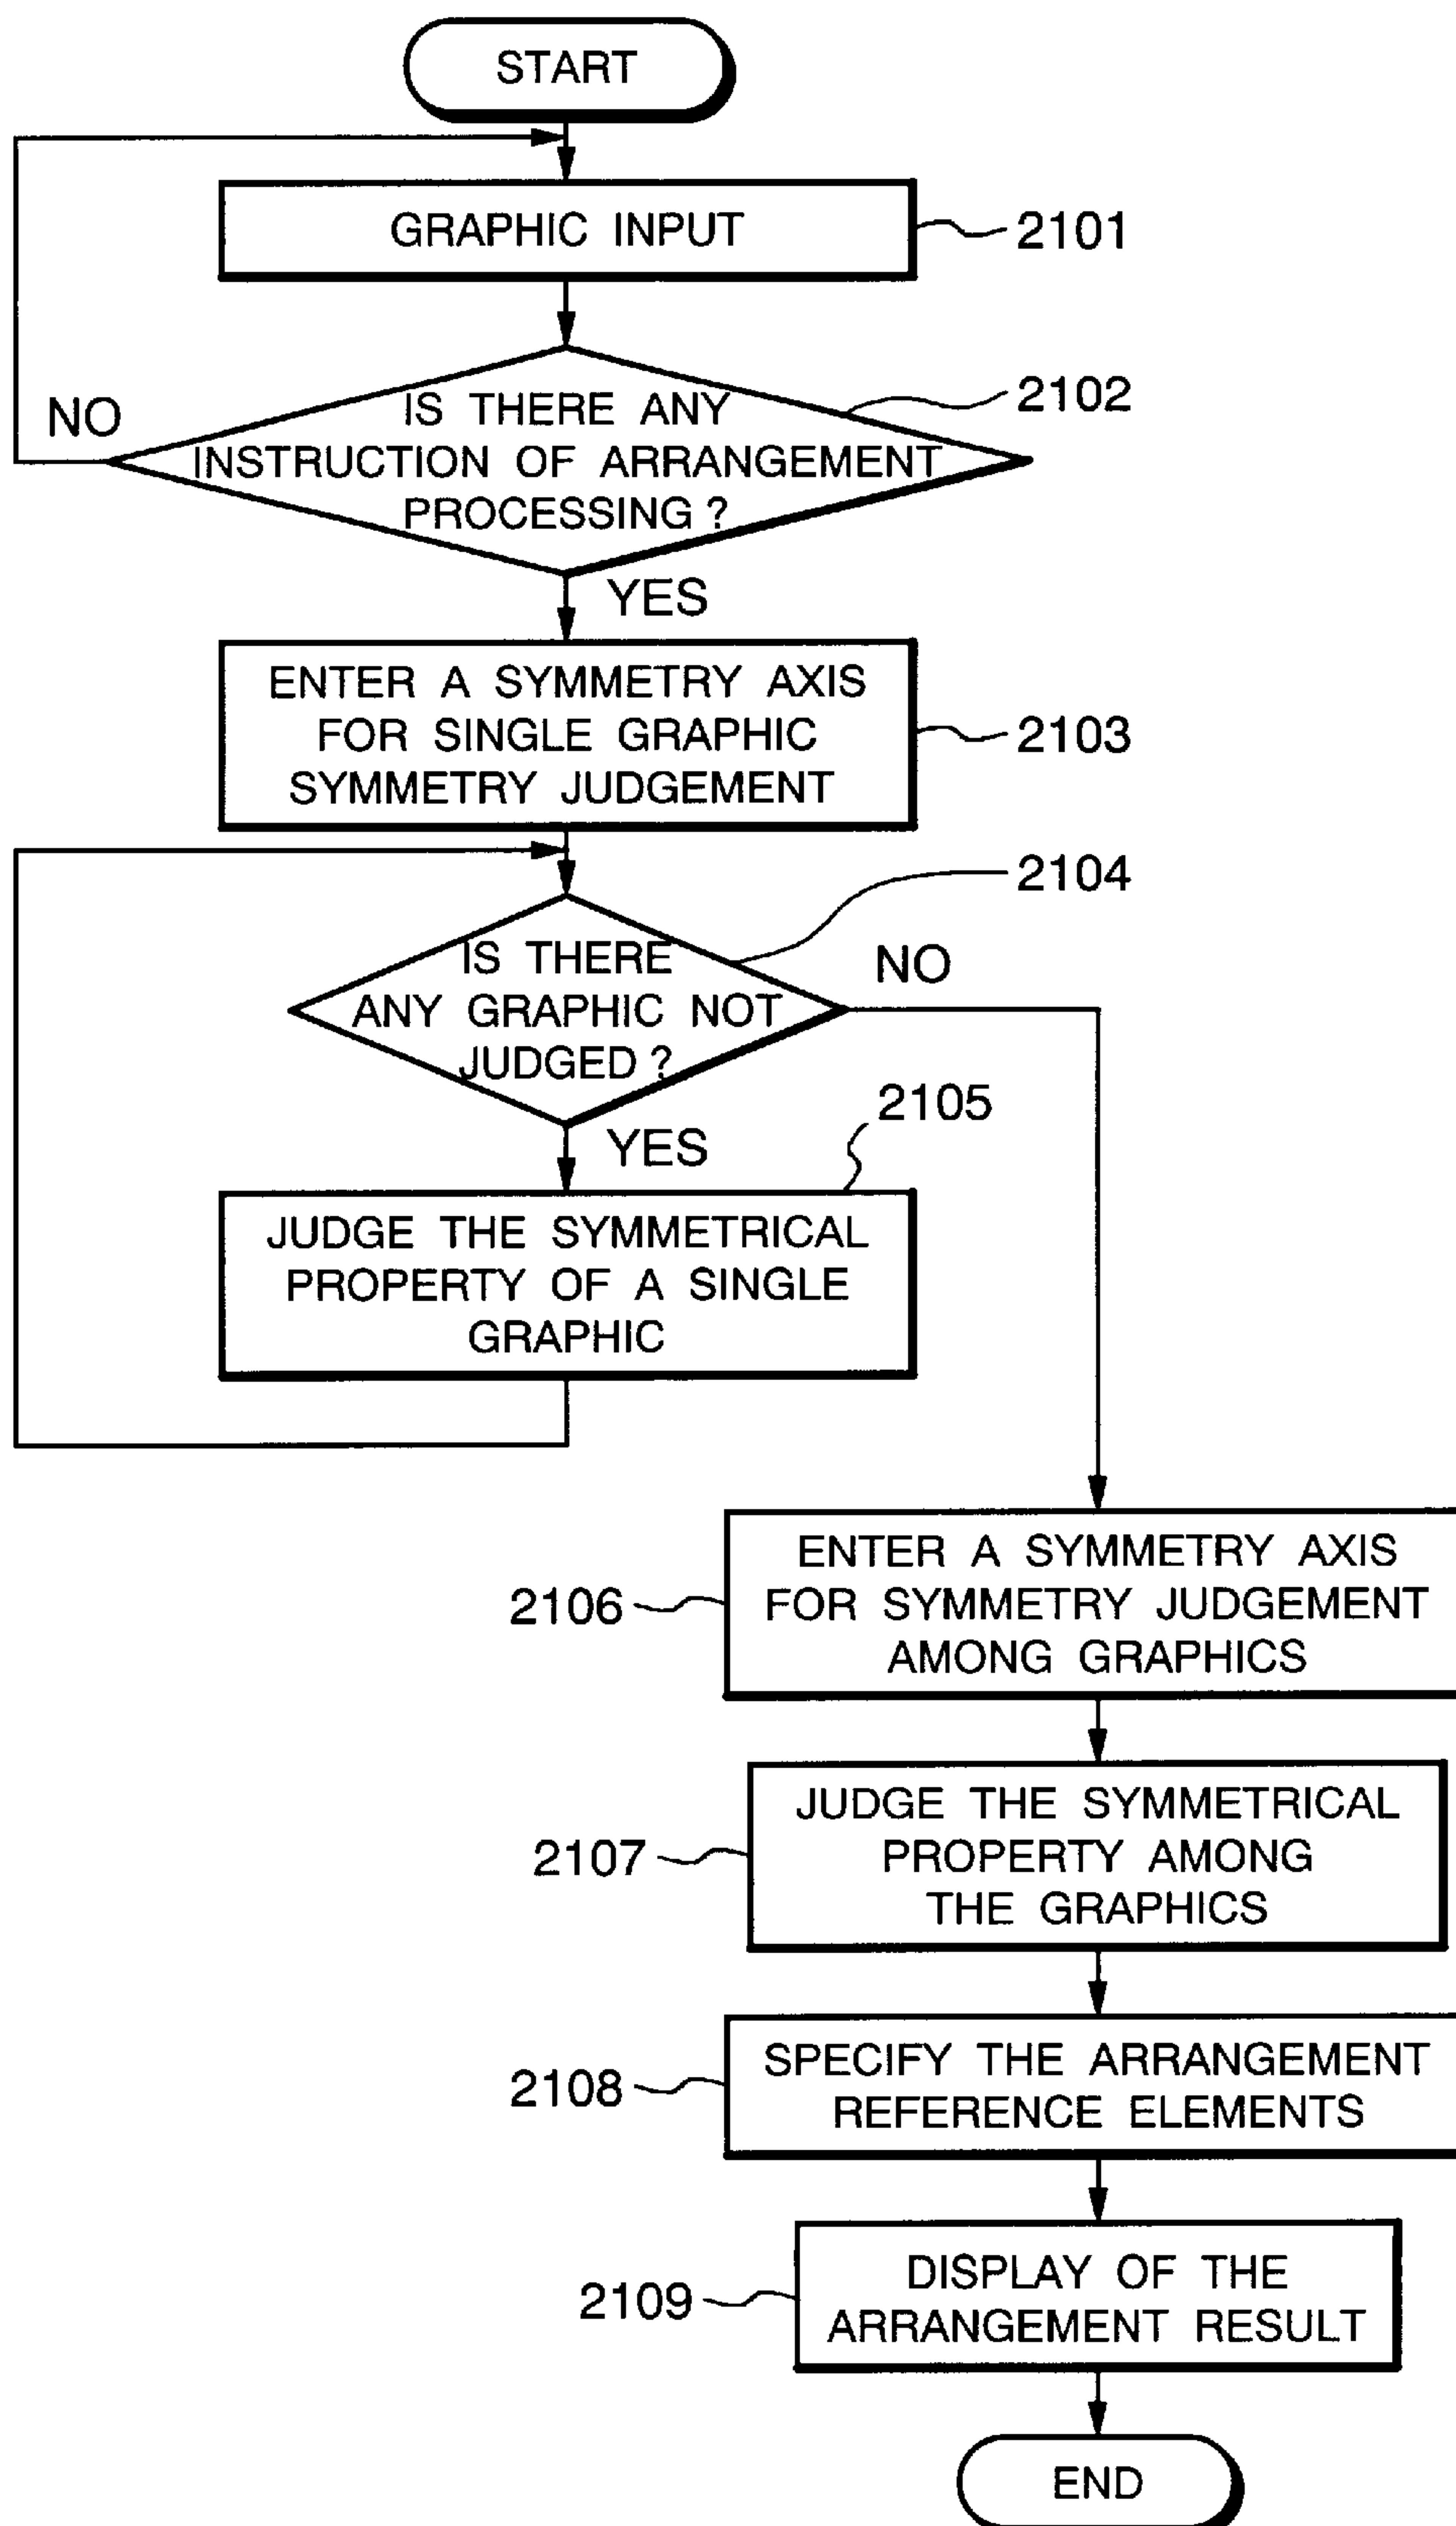 START
GRAPHIC INPUT
2101
IS THERE ANY
INSTRUCTION OF ARRANGEMENT
PROCESSING ?
2102
NO
YES
ENTER A SYMMETRY AXIS
FOR SINGLE GRAPHIC
SYMMETRY JUDGEMENT
2103
IS THERE
ANY GRAPHIC NOT
JUDGED ?
2104
NO
YES
2105
JUDGE THE SYMMETRICAL
PROPERTY OF A SINGLE
GRAPHIC
ENTER A SYMMETRY AXIS
FOR SYMMETRY JUDGEMENT
AMONG GRAPHICS
2106
JUDGE THE SYMMETRICAL
PROPERTY AMONG
THE GRAPHICS
2107
SPECIFY THE ARRANGEMENT
REFERENCE ELEMENTS
2108
DISPLAY OF THE
ARRANGEMENT RESULT
2109
END